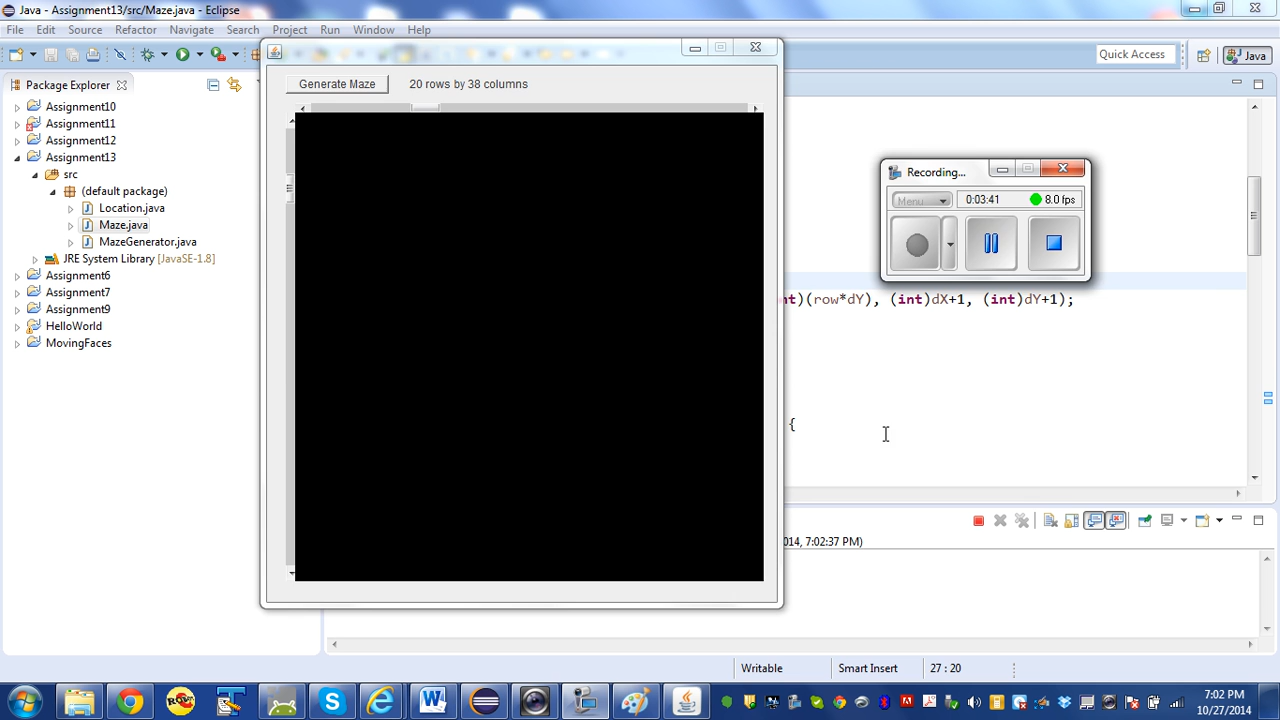 Java - Assignment13/src/Maze.java - Eclipse
File Edit Source Refactor Navigate Search Project Run Window Help
Quick Access Java
Package Explorer
Generate Maze 20 rows by 38 columns
Assignment10
Assignment11
Assignment12
Assignment13
src
(default package)
Location.java
Maze.java
MazeGenerator.java
JRE System Library [JavaSE-1.8]
Assignment6
Assignment7
Assignment9
HelloWorld
MovingFaces
Recording...
Menu 0:03:41 8.0 fps
nt)(row*dY), (int)dX+1, (int)dY+1);
{
014, 7:02:37 PM)
Writable Smart Insert 27 : 20
7:02 PM
10/27/2014